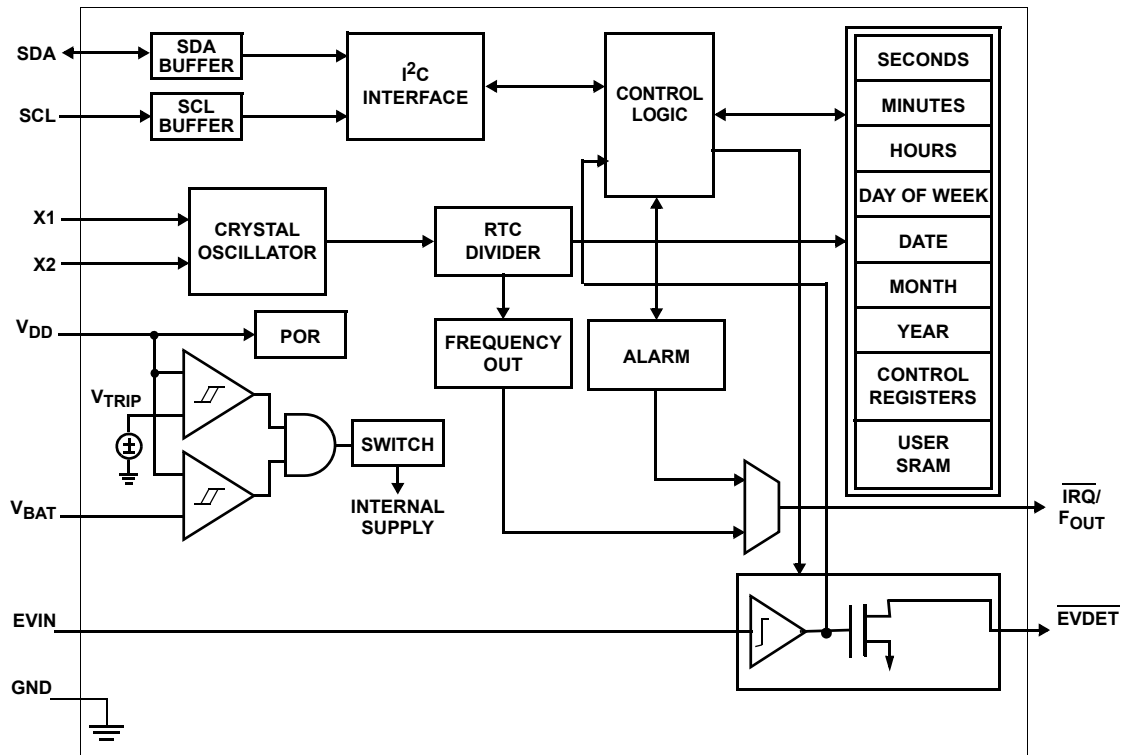 SDA
SDA
BUFFER
I²C
INTERFACE
CONTROL
LOGIC
SECONDS
SCL
SCL
BUFFER
MINUTES
HOURS
DAY OF WEEK
X1
X2
CRYSTAL
OSCILLATOR
RTC
DIVIDER
DATE
MONTH
VDD
POR
FREQUENCY
OUT
ALARM
YEAR
VTRIP
±
CONTROL
REGISTERS
SWITCH
USER
SRAM
VBAT
INTERNAL
SUPPLY
IRQ/
FOUT
EVIN
EVDET
GND